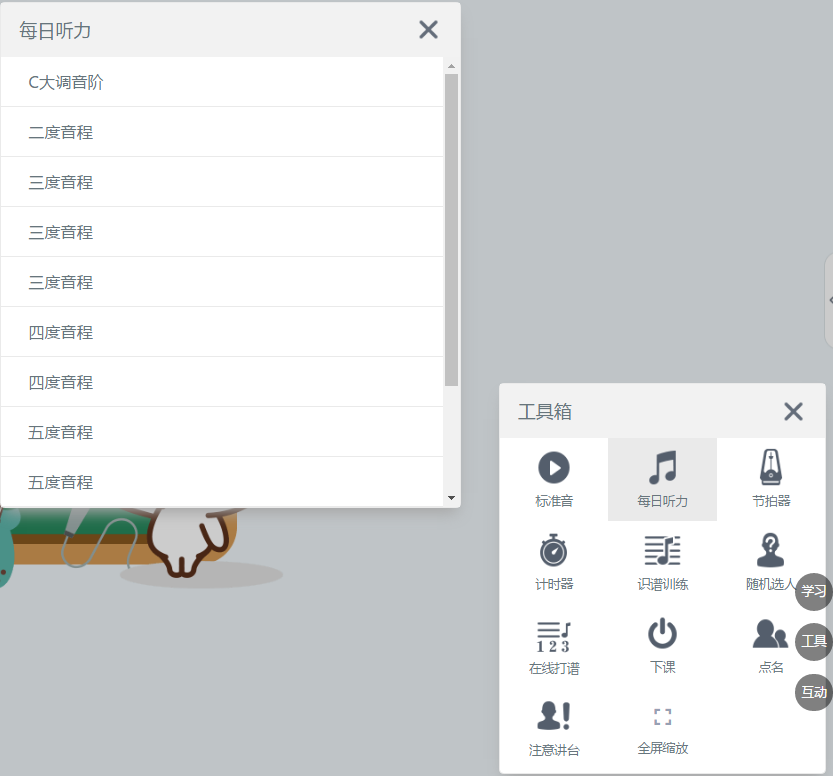 每日听力
C大调音阶
二度音程
三度音程
三度音程
三度音程
四度音程
四度音程
五度音程
五度音程
工具箱
标准音 每日听力 节拍器
计时器 识谱训练 随机选人
学习
123
在线打谱 下课 点名
工具
互动
注意讲台 全屏缩放